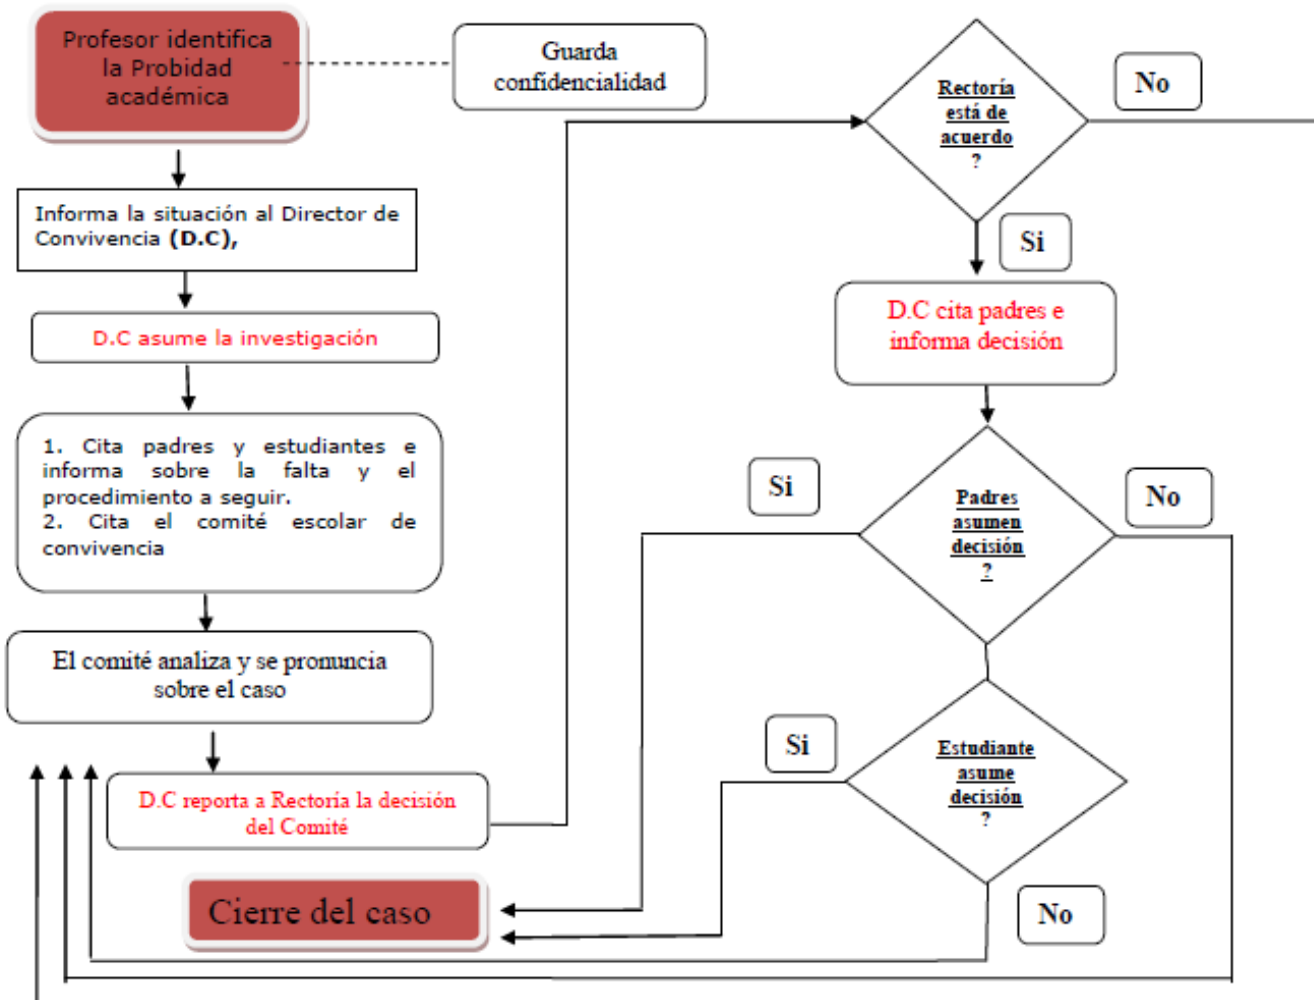 Profesor identifica
la Probidad
académica
Guarda
confidencialidad
Informa la situación al Director de
Convivencia (D.C),
D.C asume la investigación
1. Cita padres y estudiantes e
informa sobre la falta y el
procedimiento a seguir.
2. Cita el comité escolar de
convivencia
El comité analiza y se pronuncia
sobre el caso
D.C reporta a Rectoría la decisión
del Comité
Cierre del caso
Rectoría
está de
acuerdo
?
No
Si
D.C cita padres e
informa decisión
Si
Padres
asumen
decisión
?
No
Si
Estudiante
asume
decisión
?
No